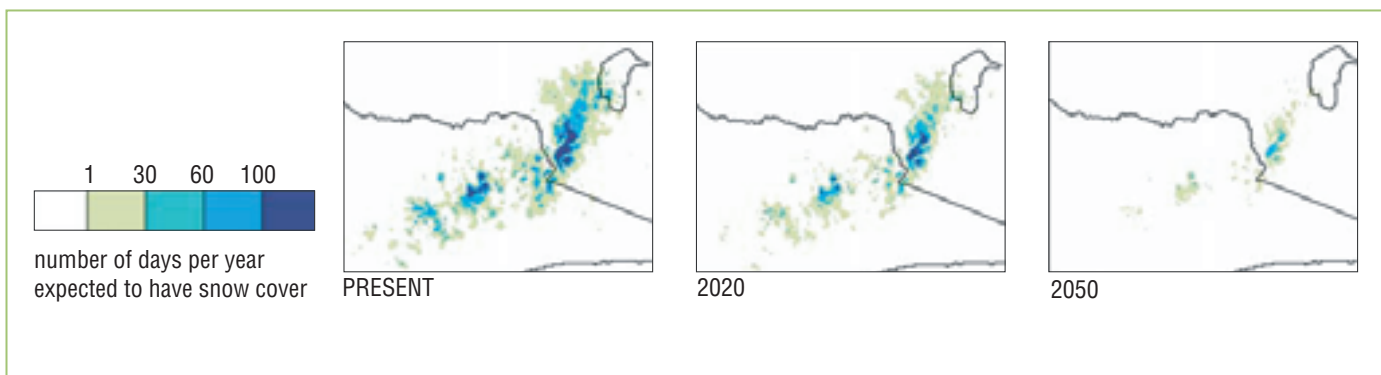 1 30 60 100
number of days per year
expected to have snow cover
PRESENT
2020
2050